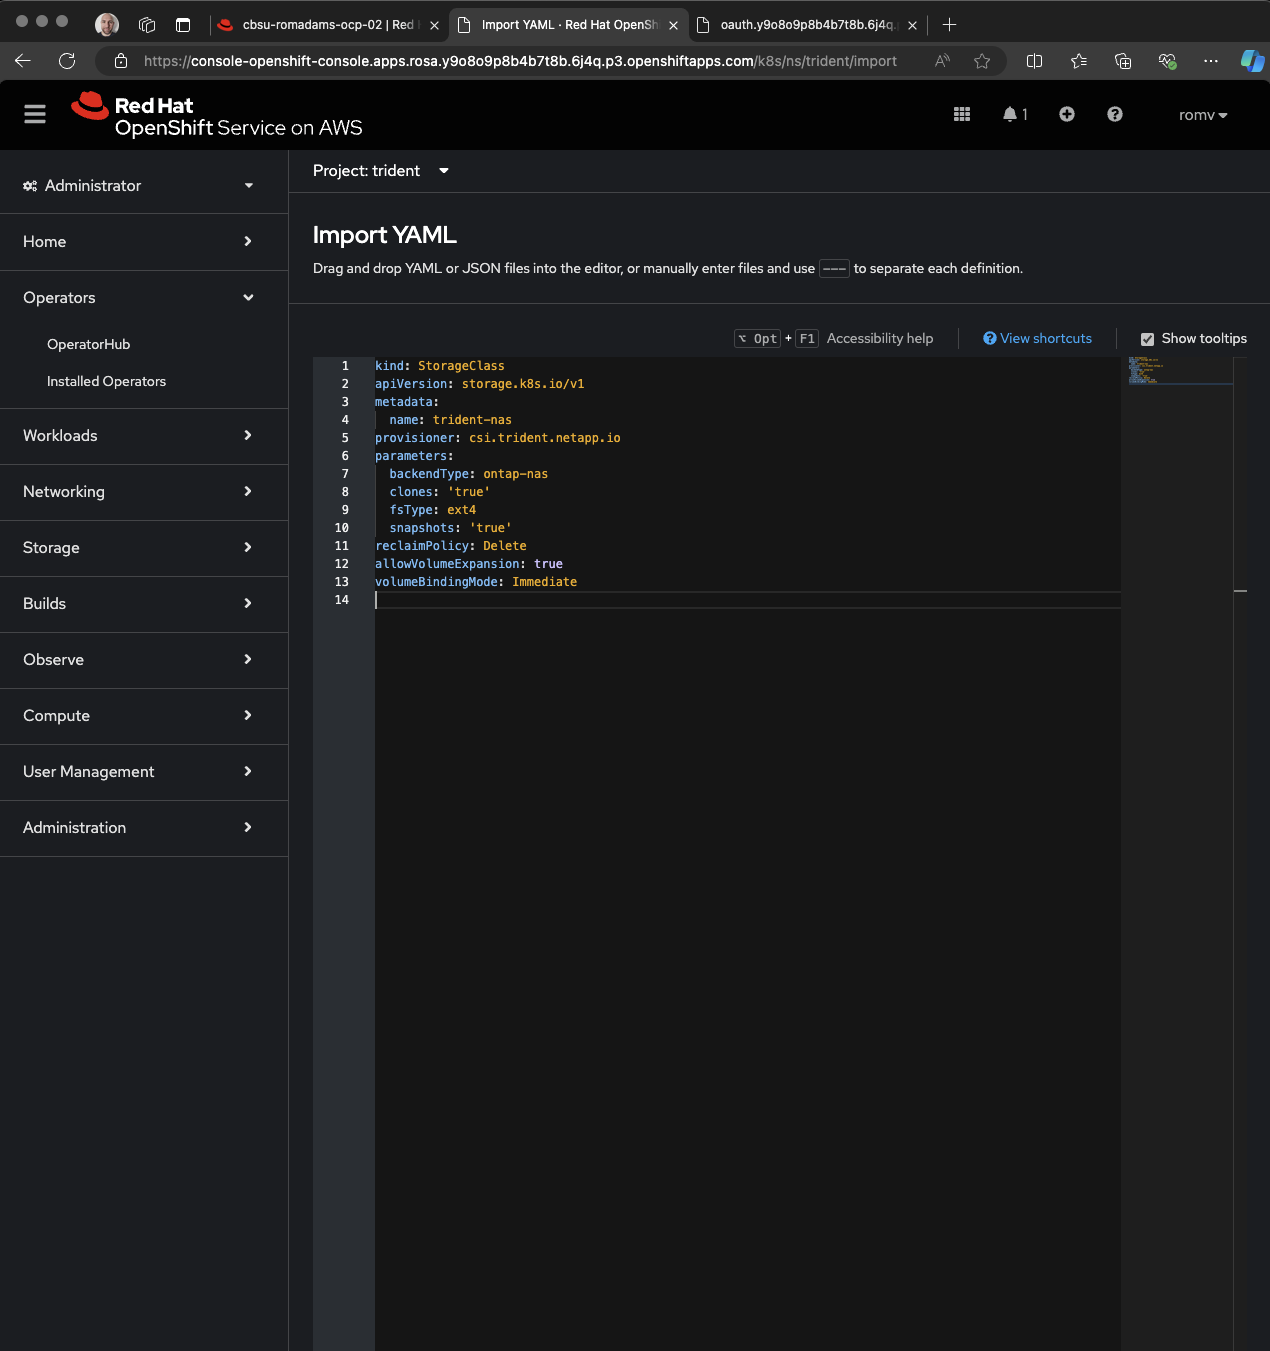 cbsu-romadams-ocp-02 | Red
Import YAML · Red Hat OpenSh
oauth.y9o8o9p8b4b7t8b.6j4q.
https://console-openshift-console.apps.rosa.y9o8o9p8b4b7t8b.6j4q.p3.openshiftapps.com/k8s/ns/trident/import
Red Hat
OpenShift Service on AWS
1
romv
Administrator
Home
Operators
OperatorHub
Installed Operators
Workloads
Networking
Storage
Builds
Observe
Compute
User Management
Administration
Project: trident
Import YAML
Drag and drop YAML or JSON files into the editor, or manually enter files and use --- to separate each definition.
⌥ Opt + F1 Accessibility help
View shortcuts
Show tooltips
1 kind: StorageClass
2 apiVersion: storage.k8s.io/v1
3 metadata:
4   name: trident-nas
5 provisioner: csi.trident.netapp.io
6 parameters:
7   backendType: ontap-nas
8   clones: 'true'
9   fsType: ext4
10   snapshots: 'true'
11 reclaimPolicy: Delete
12 allowVolumeExpansion: true
13 volumeBindingMode: Immediate
14